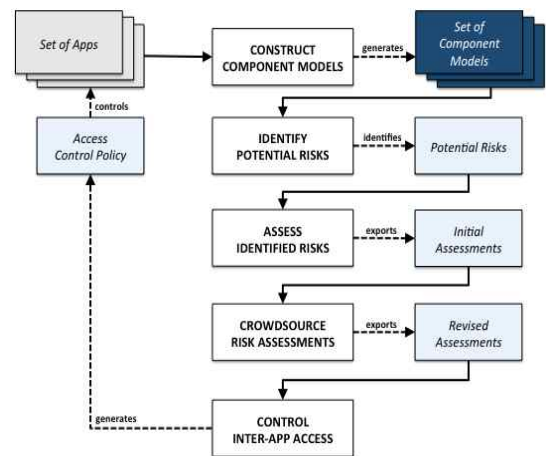 Set of Apps
CONSTRUCT
COMPONENT MODELS
generates
Set of
Component
Models
controls
Access
Control Policy
IDENTIFY
POTENTIAL RISKS
identifies
Potential Risks
ASSESS
IDENTIFIED RISKS
exports
Initial
Assessments
CROWDSOURCE
RISK ASSESSMENTS
exports
Revised
Assessments
generates
CONTROL
INTER-APP ACCESS